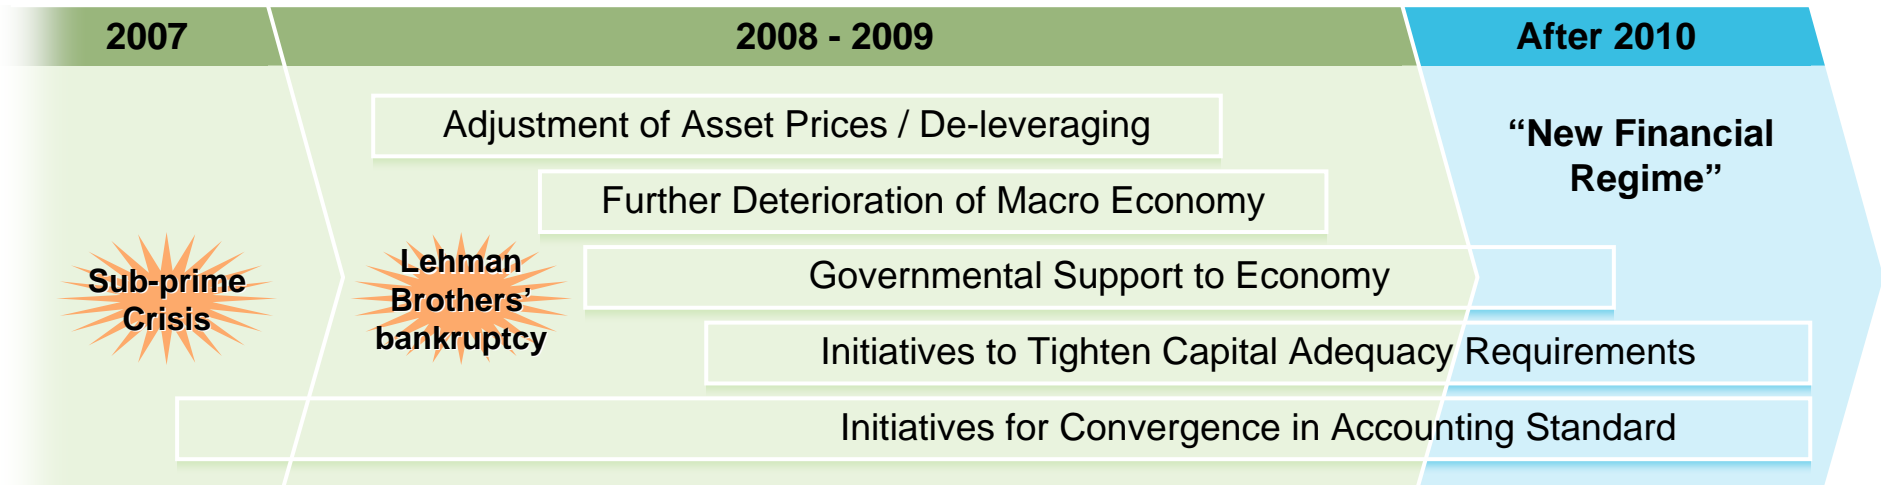 2007
2008 - 2009
After 2010
Adjustment of Asset Prices / De-leveraging
Further Deterioration of Macro Economy
Governmental Support to Economy
Initiatives to Tighten Capital Adequacy Requirements
Initiatives for Convergence in Accounting Standard
Sub-prime
Crisis
Lehman
Brothers’
bankruptcy
“New Financial
Regime”